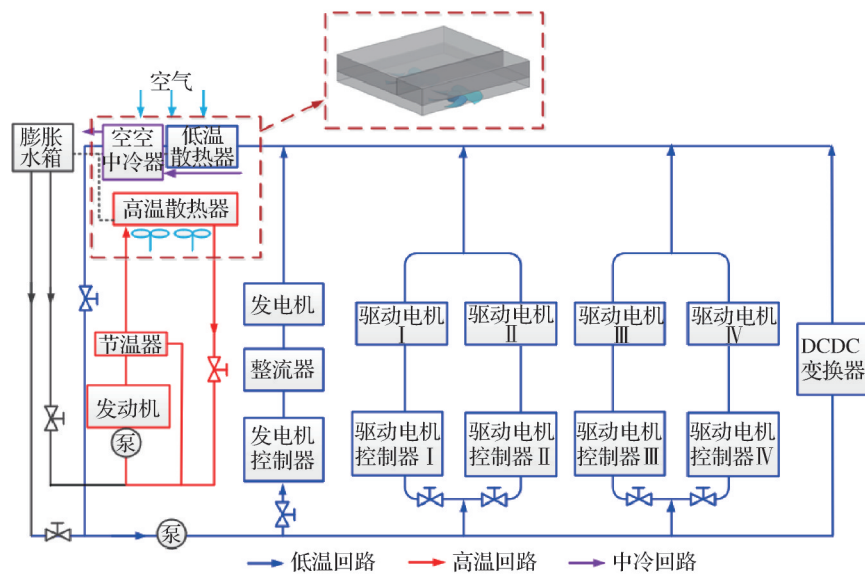 空气
膨胀
水箱
空空
中冷器
低温
散热器
高温散热器
节温器
发动机
泵
发电机
整流器
发电机
控制器
驱动电机
Ⅰ
驱动电机
Ⅱ
驱动电机
Ⅲ
驱动电机
Ⅳ
驱动电机
控制器Ⅰ
驱动电机
控制器Ⅱ
驱动电机
控制器Ⅲ
驱动电机
控制器Ⅳ
DCDC
变换器
泵
低温回路
高温回路
中冷回路